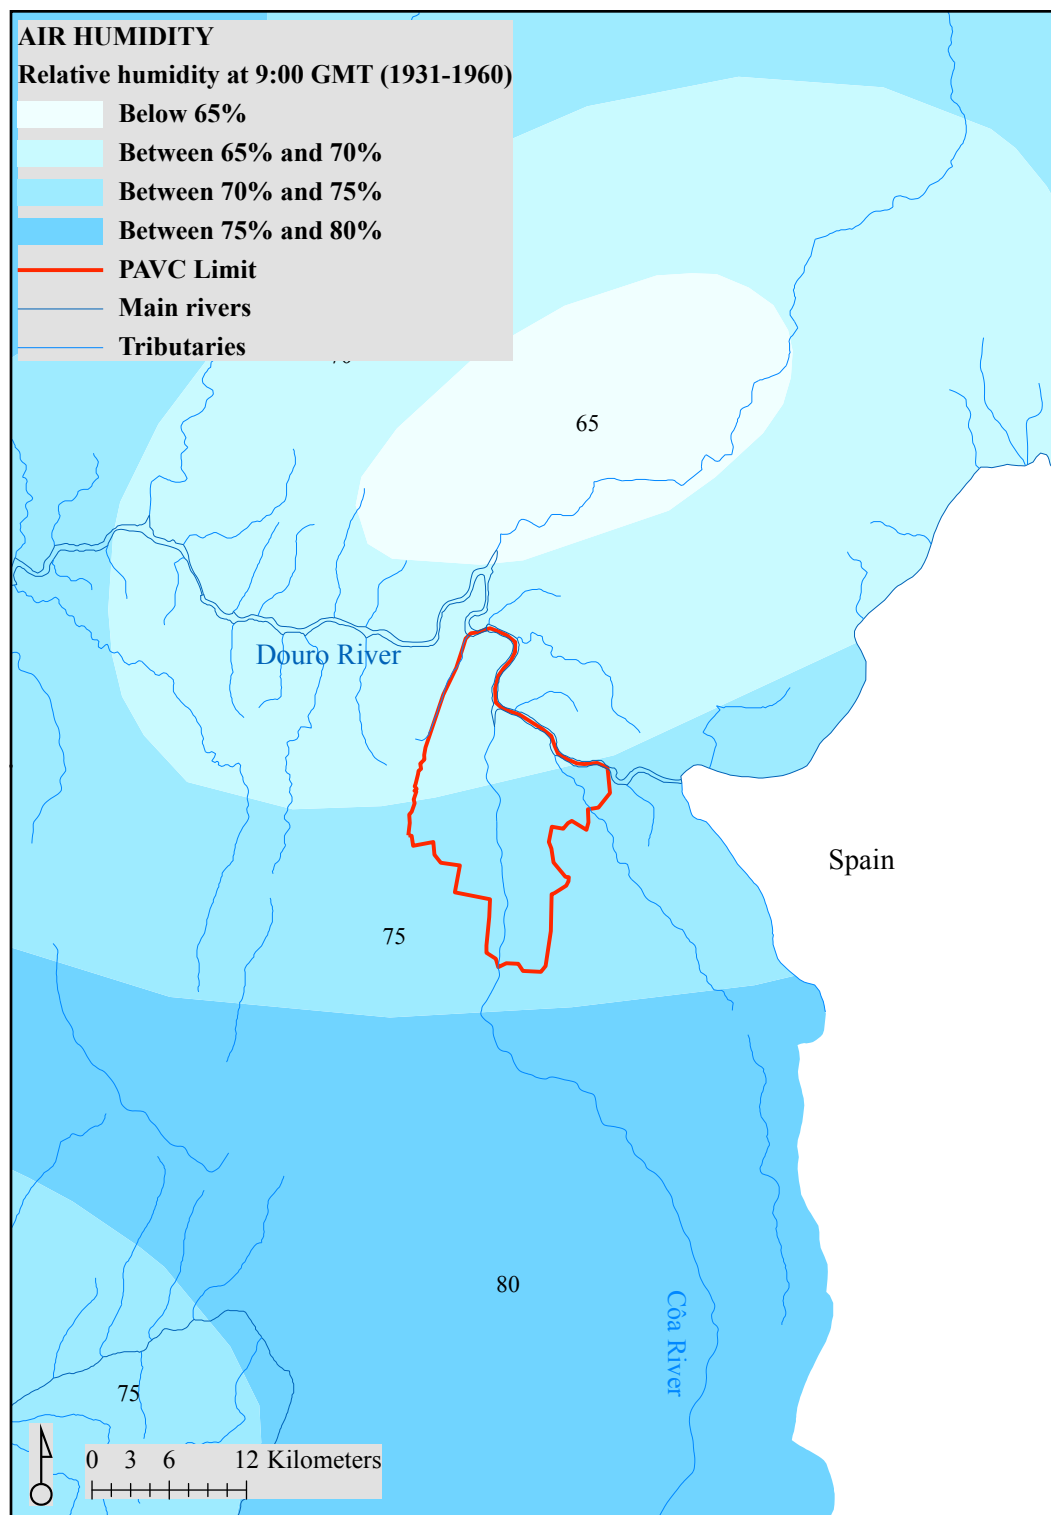 AIR HUMIDITY
Relative humidity at 9:00 GMT (1931-1960)
Below 65%
Between 65% and 70%
Between 70% and 75%
Between 75% and 80%
PAVC Limit
Main rivers
Tributaries
65
Douro River
Spain
75
80
Côa River
75
0 3 6 12 Kilometers